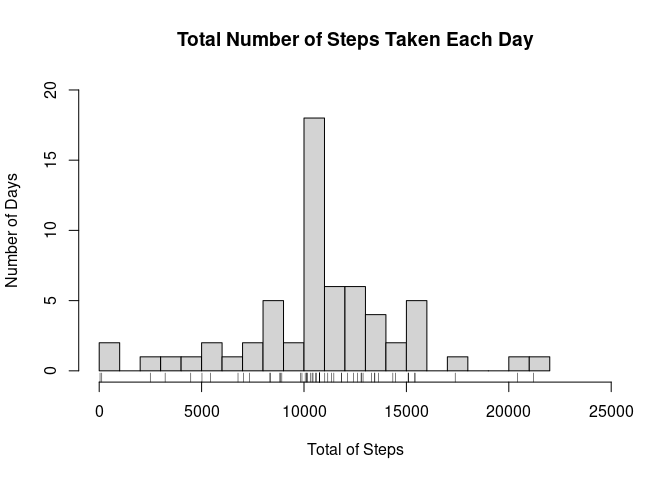 Total Number of Steps Taken Each Day
Number of Days
20
15
10
5
0
0 5000 10000 15000 20000 25000
Total of Steps